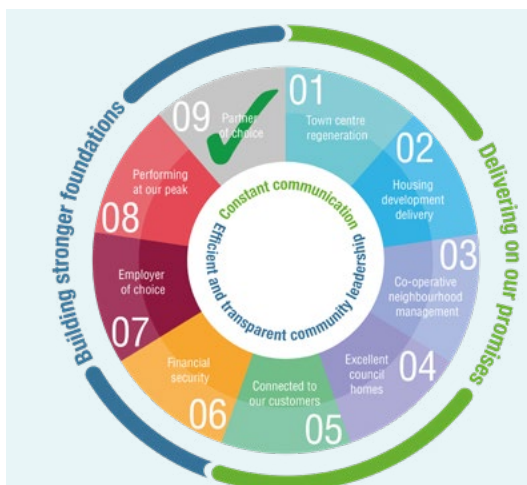 01
Town centre
regeneration
02
Housing
development
delivery
03
Co-operative
neighbourhood
management
04
Excellent
council
homes
05
Connected to
our customers
06
Financial
security
07
Employer
of choice
08
Performing
at our peak
09
Partner
of choice
Constant communication
Efficient and transparent community leadership
Building stronger foundations
Delivering on our promises